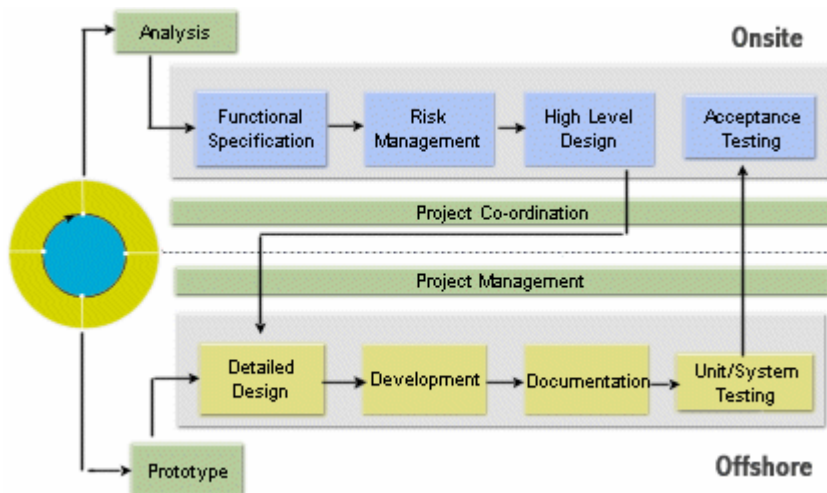 Analysis
Onsite
Functional
Specification
Risk
Management
High Level
Design
Acceptance
Testing
Project Co-ordination
Project Management
Detailed
Design
Development
Documentation
Unit/System
Testing
Prototype
Offshore